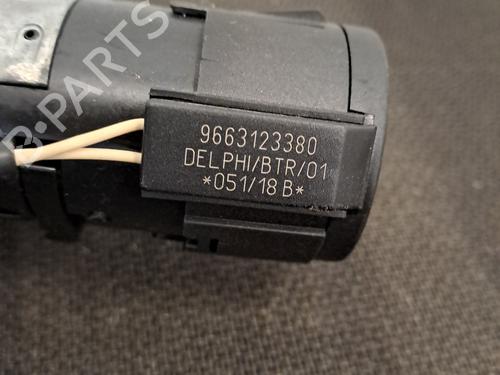 9663123380
DELPHI/BTR/01
*051/18 B*
B-PARTS